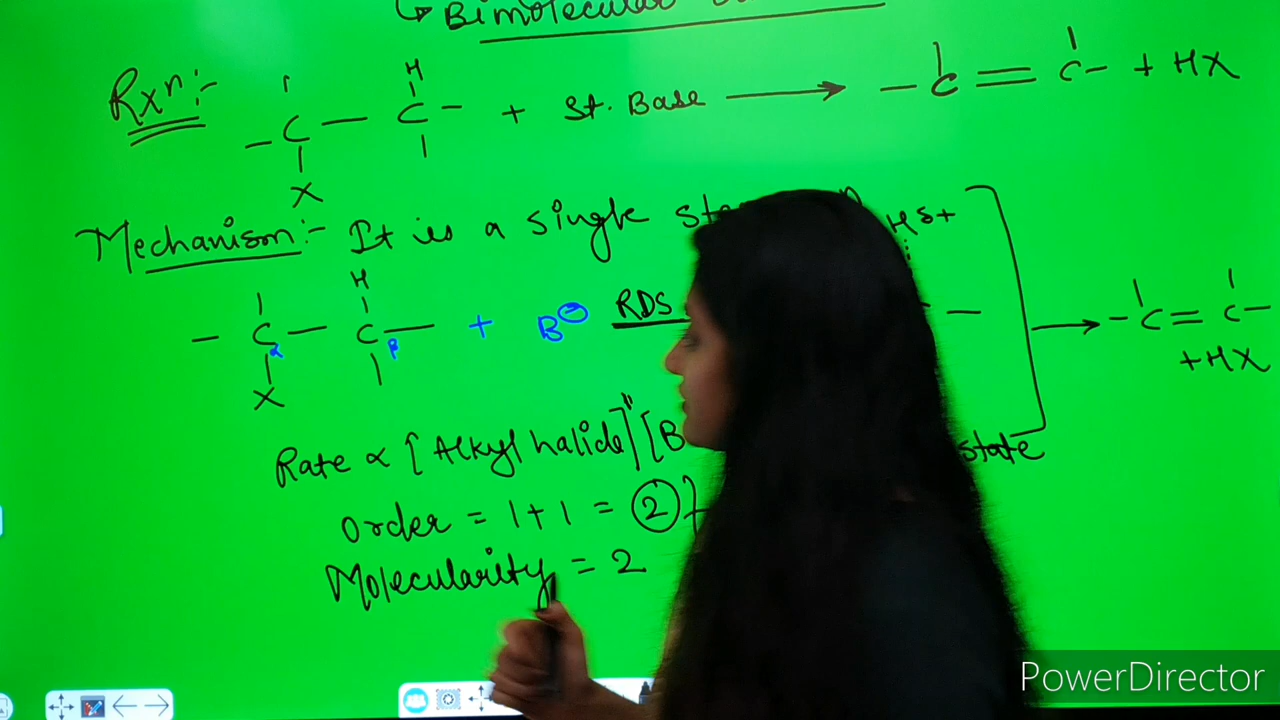 ↳ Bimolecular
Rxⁿ:- — C — C — + St. Base → — C = C — + HX
H
X
Mechanism:- It is a single
H δ+
H
— C — C — + B⊖ RDS — → — C = C —
α β
X
+ HX
Rate ∝ [Alkyl halide]" [B state
Order = 1 + 1 = 2 }
Molecularity = 2
PowerDirector